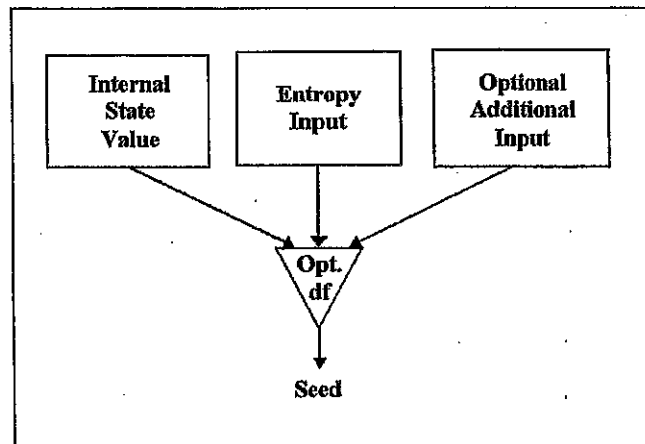 Internal
State
Value
Entropy
Input
Optional
Additional
Input
Opt.
df
Seed